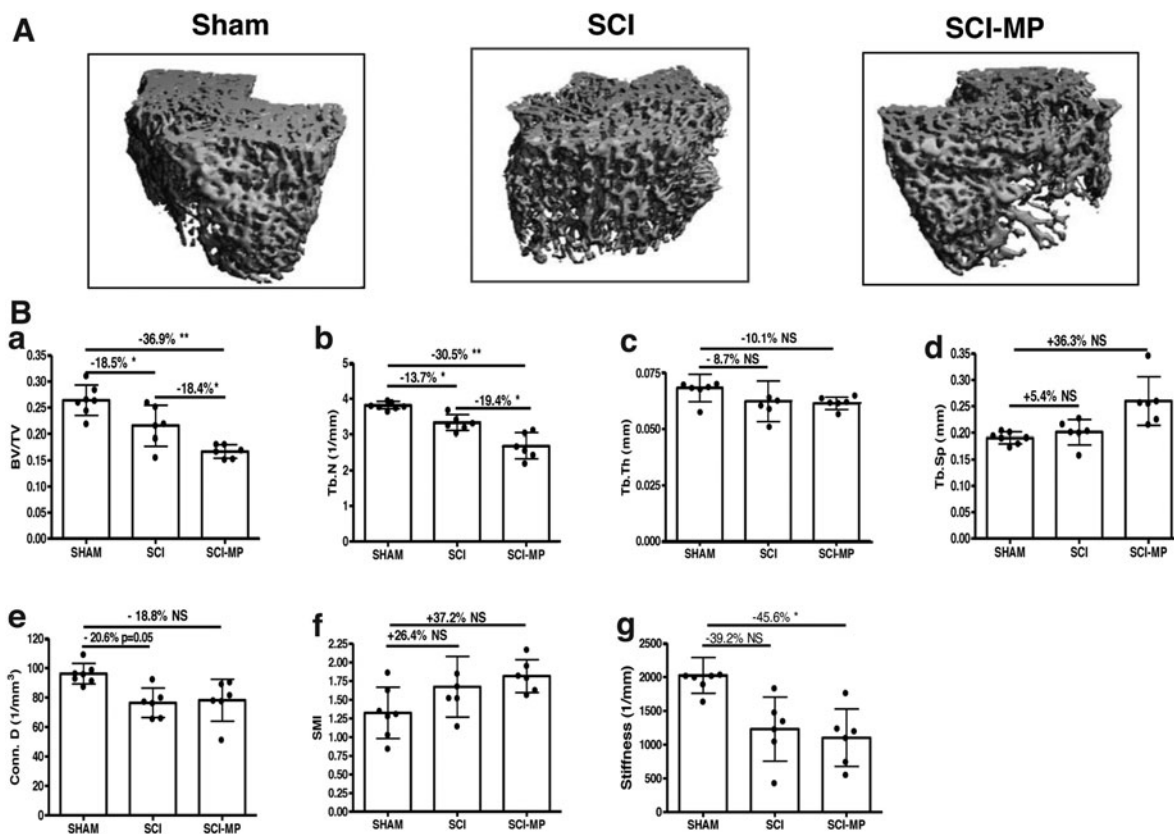 A
Sham
SCI
SCI-MP
B
a
-36.9% **
-18.5% *
-18.4%*
BV/TV
0.35
0.30
0.25
0.20
0.15
0.10
0.05
0.00
SHAM
SCI
SCI-MP
b
-30.5% **
-13.7% *
-19.4% *
Tb.N (1/mm)
5
4
3
2
1
0
SHAM
SCI
SCI-MP
c
-10.1% NS
- 8.7% NS
Tb.Th (mm)
0.075
0.050
0.025
0.000
SHAM
SCI
SCI-MP
d
+36.3% NS
+5.4% NS
Tb.Sp (mm)
0.35
0.30
0.25
0.20
0.15
0.10
0.05
0.00
SHAM
SCI
SCI-MP
e
- 18.8% NS
- 20.6% p=0.05
Conn. D (1/mm³)
120
100
80
60
40
20
0
SHAM
SCI
SCI-MP
f
+37.2% NS
+26.4% NS
SMI
2.25
2.00
1.75
1.50
1.25
1.00
0.75
0.50
0.25
0.00
SHAM
SCI
SCI-MP
g
-45.6% *
-39.2% NS
Stiffness (1/mm)
2500
2000
1500
1000
500
0
SHAM
SCI
SCI-MP